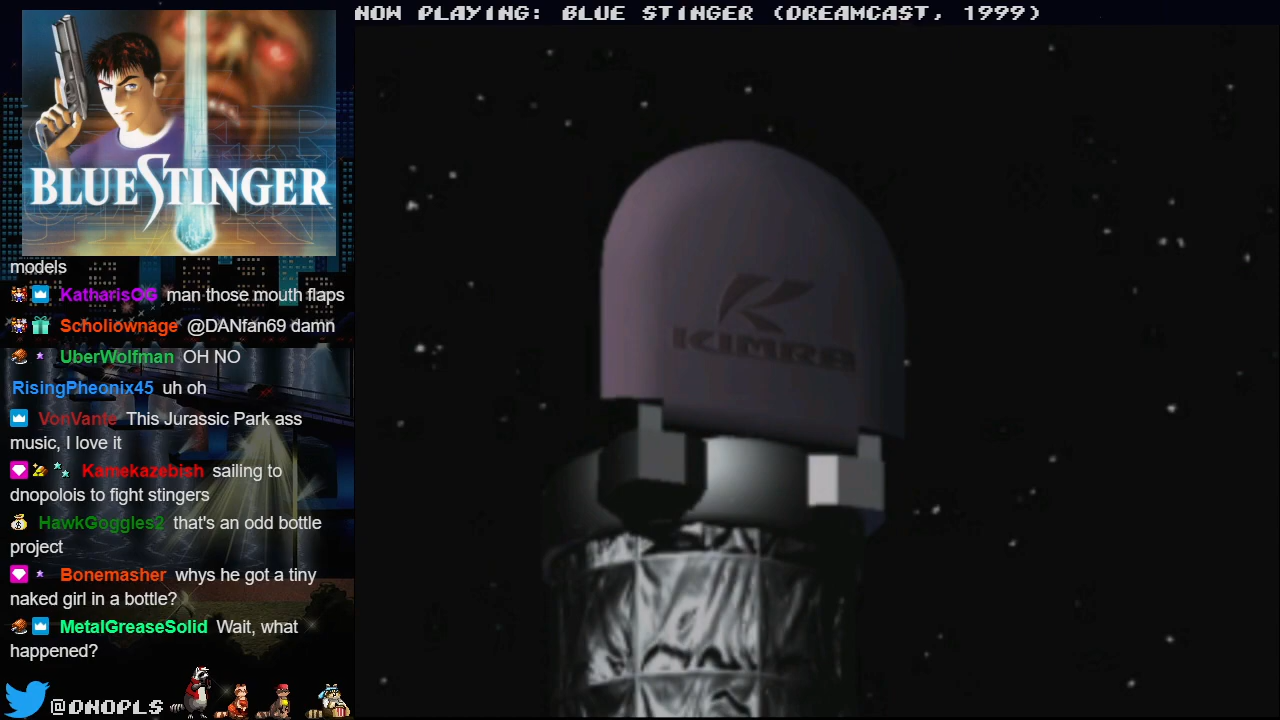 NOW PLAYING: BLUE STINGER (DREAMCAST, 1999)
BLUE STINGER
models
KatharisOG man those mouth flaps
Scholiownage @DANfan69 damn
UberWolfman OH NO
RisingPheonix45 uh oh
VonVante This Jurassic Park ass
music, I love it
Kamekazebish sailing to
dnopolois to fight stingers
HawkGoggles2 that's an odd bottle
project
Bonemasher whys he got a tiny
naked girl in a bottle?
MetalGreaseSolid Wait, what
happened?
@DNOPLS
KIMRA